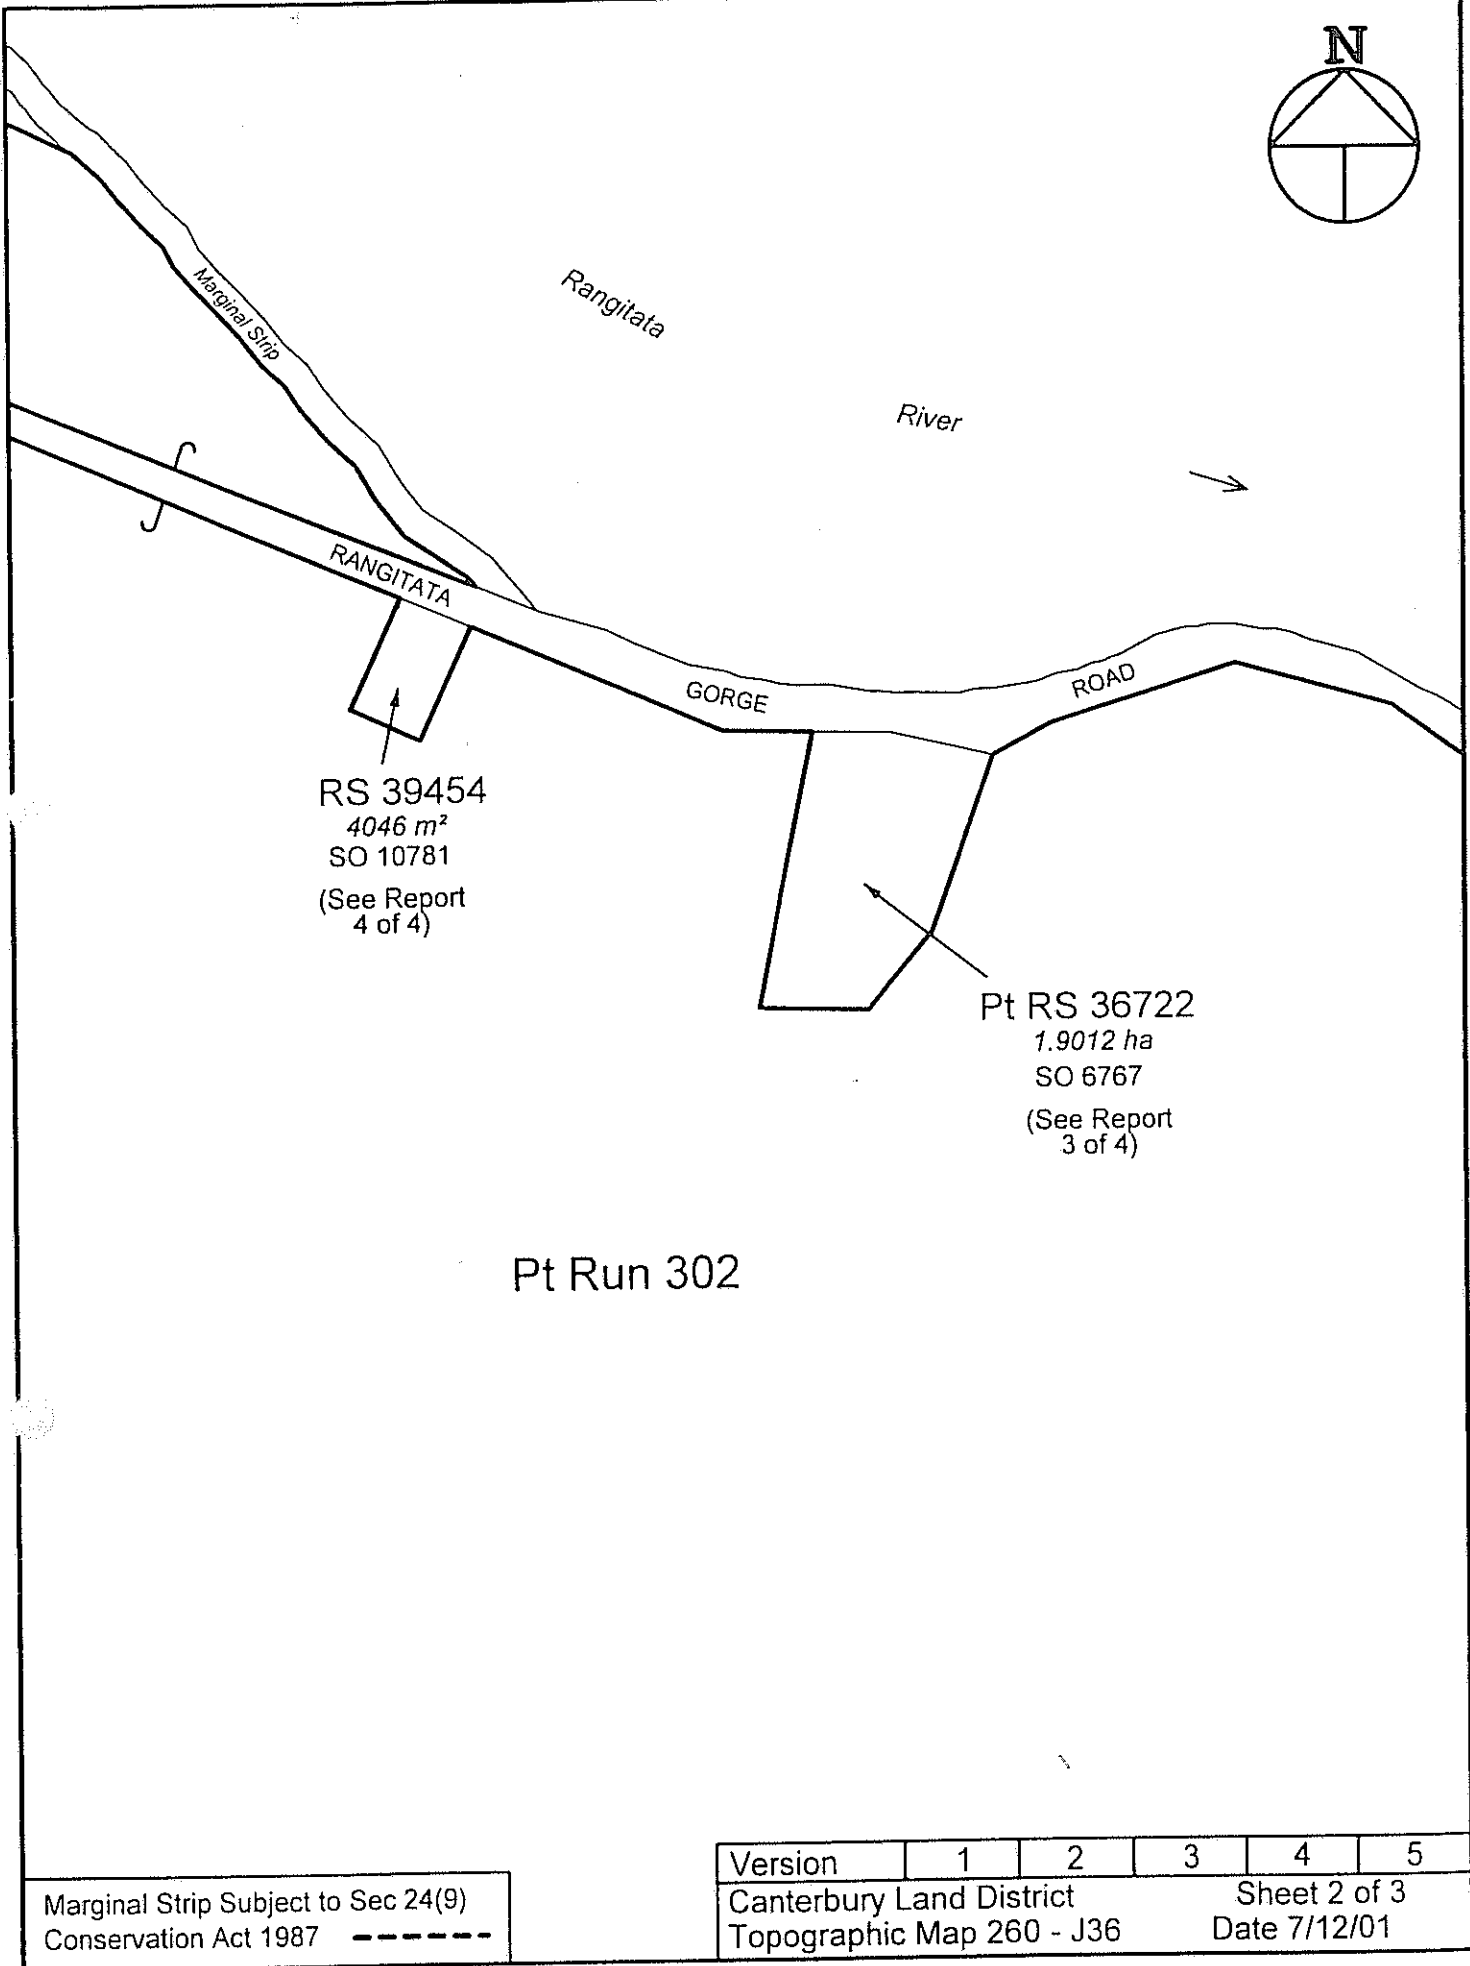 N
Rangitata
River
Marginal Strip
RANGITATA
GORGE
ROAD
RS 39454
4046 m²
SO 10781
(See Report
4 of 4)
Pt RS 36722
1.9012 ha
SO 6767
(See Report
3 of 4)
Pt Run 302
Marginal Strip Subject to Sec 24(9)
Conservation Act 1987
Version 1 2 3 4 5
Canterbury Land District Sheet 2 of 3
Topographic Map 260 - J36 Date 7/12/01